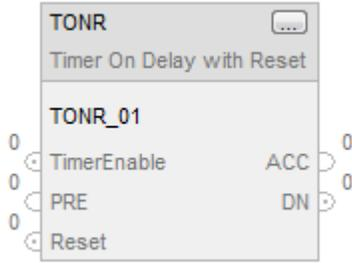 TONR ...
Timer On Delay with Reset
TONR_01
0 0
TimerEnable ACC
0 0
PRE DN
0
Reset